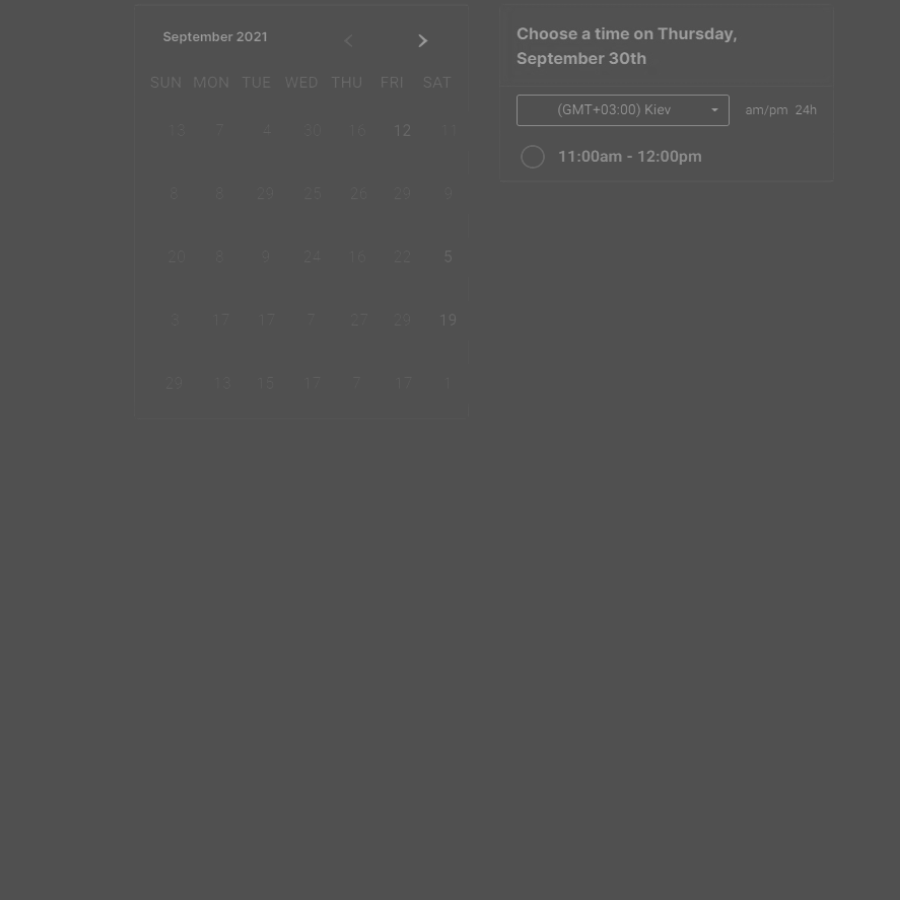 September 2021
SUN MON TUE WED THU FRI SAT
13 7 4 30 16 12 11
8 8 29 25 26 29 9
20 8 9 24 16 22 5
3 17 17 7 27 29 19
29 13 15 17 7 17 1
Choose a time on Thursday,
September 30th
(GMT+03:00) Kiev am/pm 24h
11:00am - 12:00pm